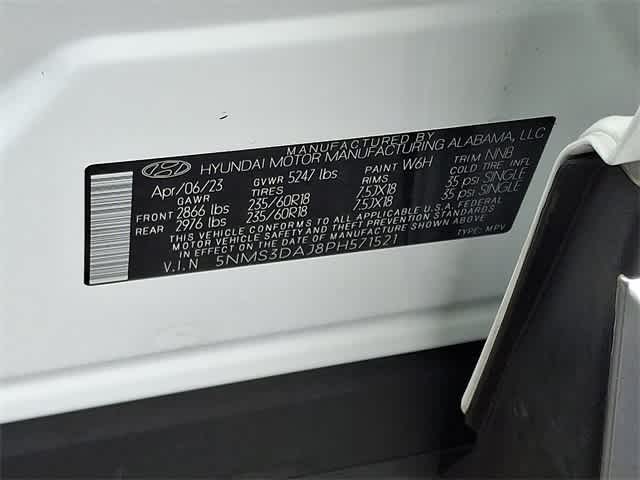 MANUFACTURED BY
HYUNDAI MOTOR MANUFACTURING ALABAMA, LLC
Apr/06/23 GVWR 5247 lbs PAINT W6H TRIM NNB
GAWR TIRES RIMS COLD TIRE INFL
FRONT 2866 lbs 235/60R18 7.5JX18 35 psi SINGLE
REAR 2976 lbs 235/60R18 7.5JX18 35 psi SINGLE
THIS VEHICLE CONFORMS TO ALL APPLICABLE U.S.A. FEDERAL
MOTOR VEHICLE SAFETY AND THEFT PREVENTION STANDARDS
IN EFFECT ON THE DATE OF MANUFACTURE SHOWN ABOVE.
V.I.N 5NMS3DAJ8PH571521 TYPE: MPV